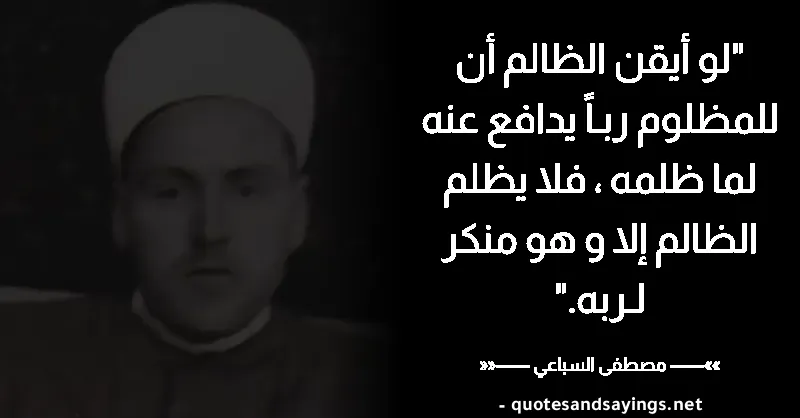 "لو أيقن الظالم أن
للمظلوم رباً يدافع عنه
لما ظلمه ، فلا يظلم
الظالم إلا و هو منكر
لـربه."
»»—— مصطفى السباعي ——««
- quotesandsayings.net